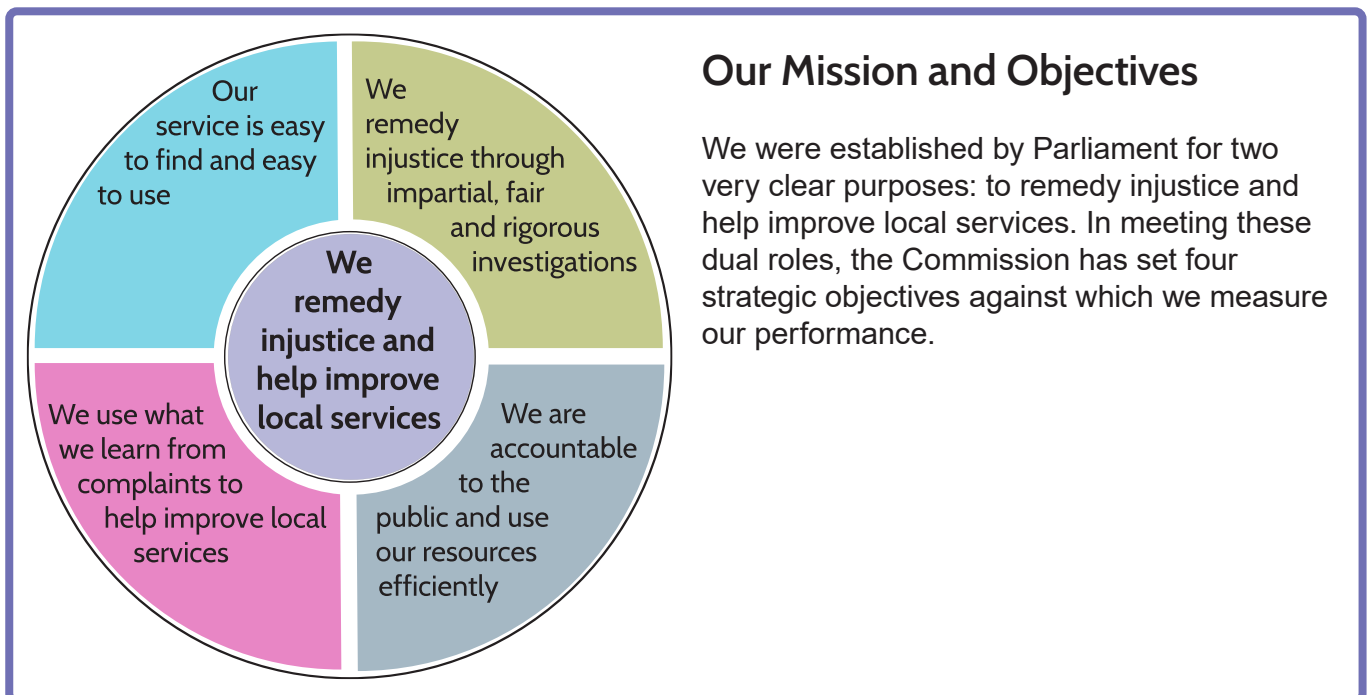 Our
service is easy
to find and easy
to use
We
remedy
injustice through
impartial, fair
and rigorous
investigations
We
remedy
injustice and
help improve
local services
We use what
we learn from
complaints to
help improve local
services
We are
accountable
to the
public and use
our resources
efficiently
Our Mission and Objectives
We were established by Parliament for two
very clear purposes: to remedy injustice and
help improve local services. In meeting these
dual roles, the Commission has set four
strategic objectives against which we measure
our performance.